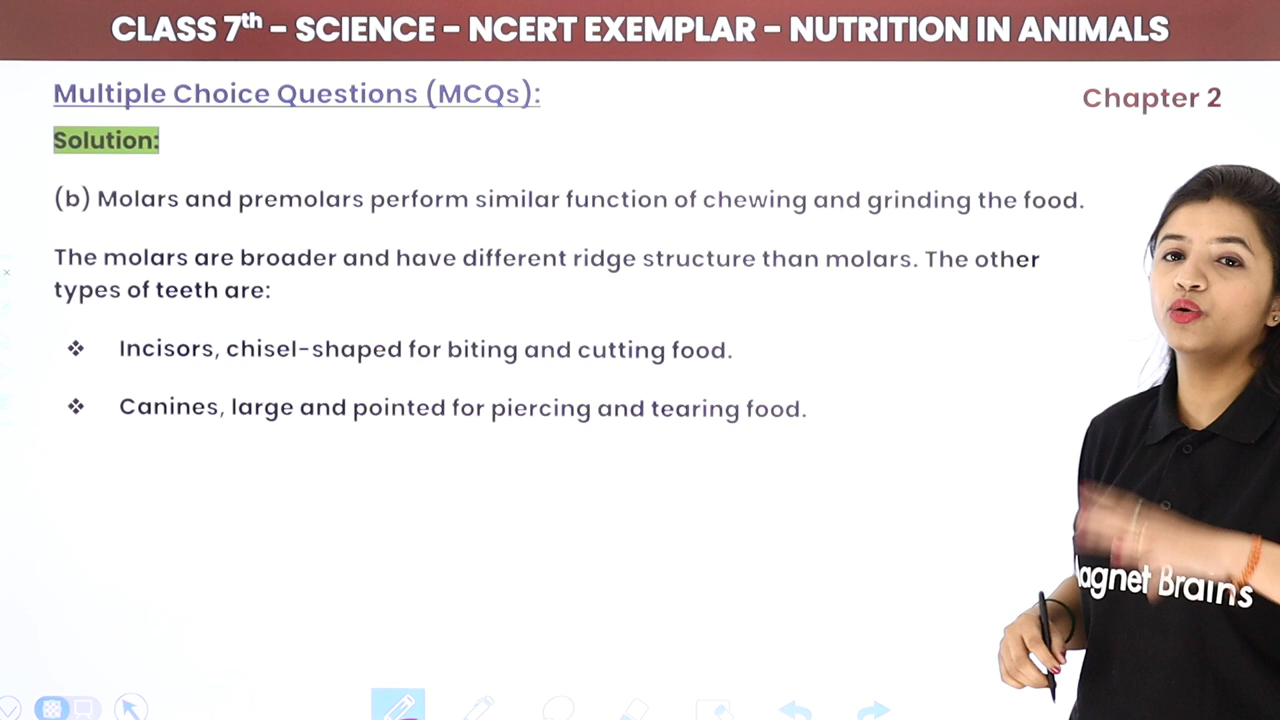 CLASS 7th - SCIENCE - NCERT EXEMPLAR - NUTRITION IN ANIMALS
Multiple Choice Questions (MCQs):
Chapter 2
Solution:
(b) Molars and premolars perform similar function of chewing and grinding the food.
The molars are broader and have different ridge structure than molars. The other
types of teeth are:
❖ Incisors, chisel-shaped for biting and cutting food.
❖ Canines, large and pointed for piercing and tearing food.
agnet Brains